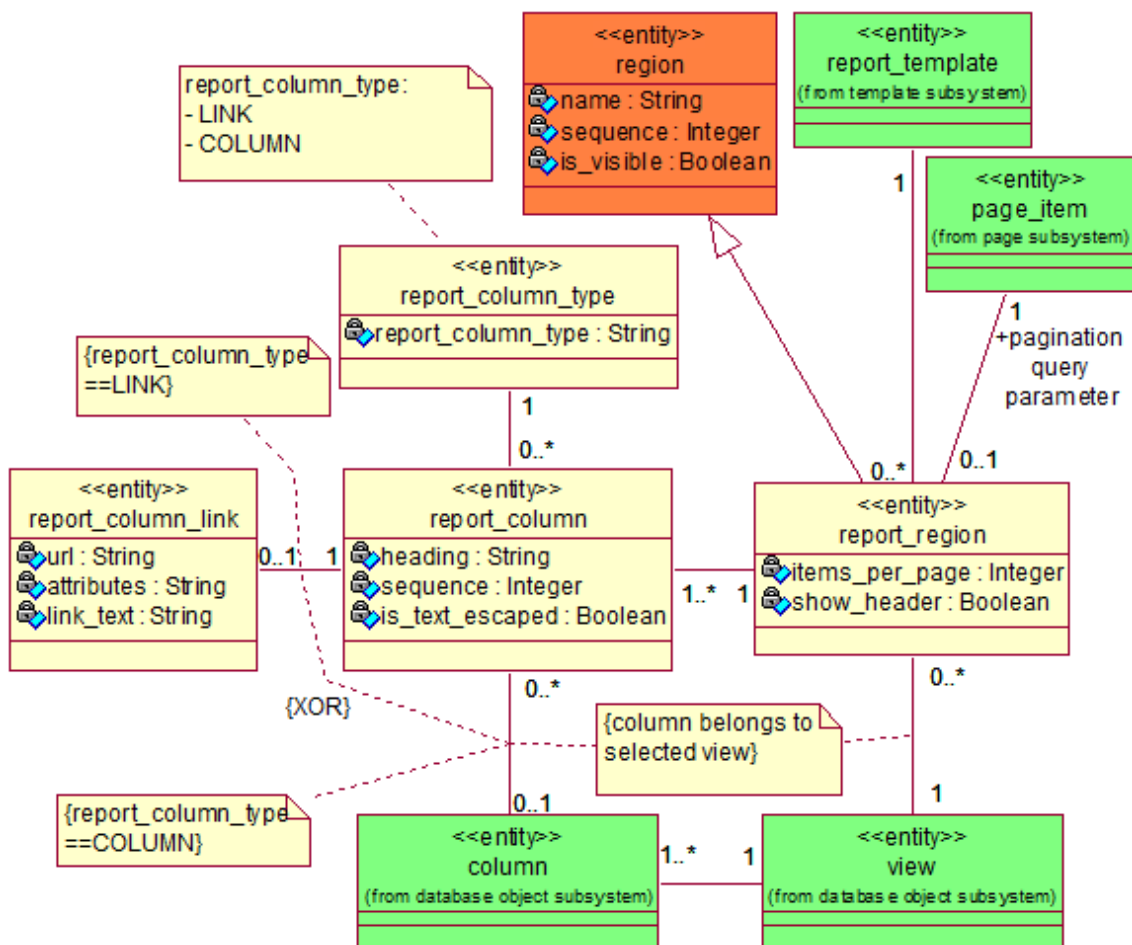 <<entity>>
region
name : String
sequence : Integer
is_visible : Boolean
<<entity>>
report_template
(from template subsystem)
report_column_type:
- LINK
- COLUMN
1
<<entity>>
page_item
(from page subsystem)
<<entity>>
report_column_type
report_column_type : String
1
+pagination
query
parameter
{report_column_type
==LINK}
1
0..*
0..*
0..1
<<entity>>
report_column_link
url : String
attributes : String
link_text : String
0..1
1
<<entity>>
report_column
heading : String
sequence : Integer
is_text_escaped : Boolean
1..*
1
<<entity>>
report_region
items_per_page : Integer
show_header : Boolean
0..*
0..*
{XOR}
{column belongs to
selected view}
{report_column_type
==COLUMN}
0..1
1
<<entity>>
column
(from database object subsystem)
1..*
1
<<entity>>
view
(from database object subsystem)